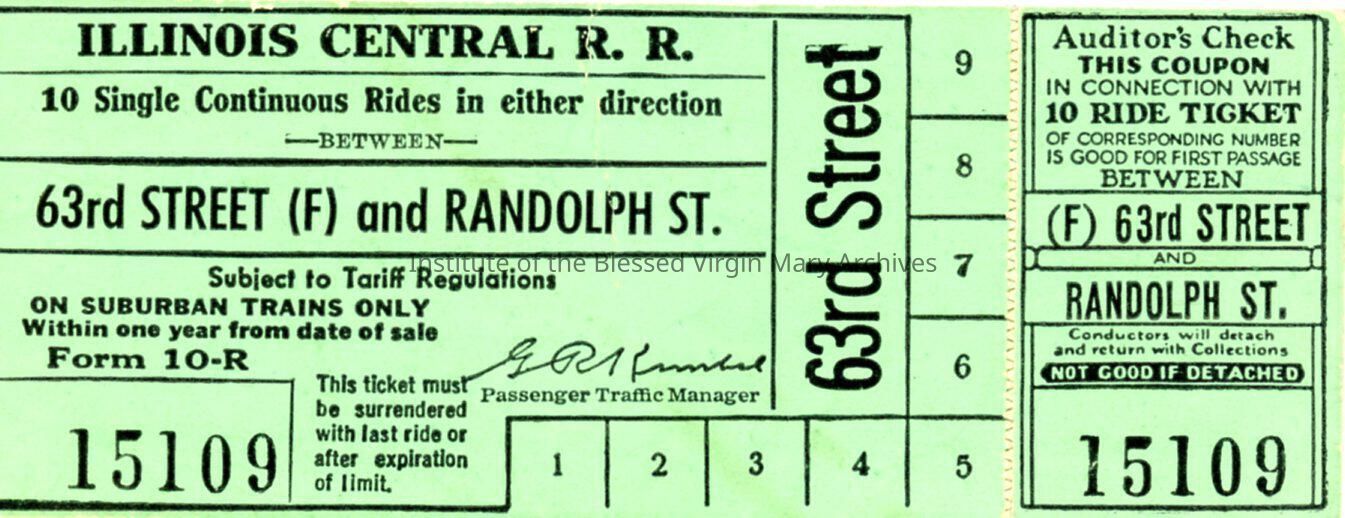 ILLINOIS CENTRAL R. R.
10 Single Continuous Rides in either direction
—BETWEEN—
63rd STREET (F) and RANDOLPH ST.
Subject to Tariff Regulations
ON SUBURBAN TRAINS ONLY
Within one year from date of sale
Form 10-R
15109
This ticket must
be surrendered
with last ride or
after expiration
of limit.
Passenger Traffic Manager
63rd Street
9
8
7
6
1 2 3 4 5
Auditor's Check
THIS COUPON
IN CONNECTION WITH
10 RIDE TICKET
OF CORRESPONDING NUMBER
IS GOOD FOR FIRST PASSAGE
BETWEEN
(F) 63rd STREET
AND
RANDOLPH ST.
Conductors will detach
and return with Collections
NOT GOOD IF DETACHED
15109
Institute of the Blessed Virgin Mary Archives